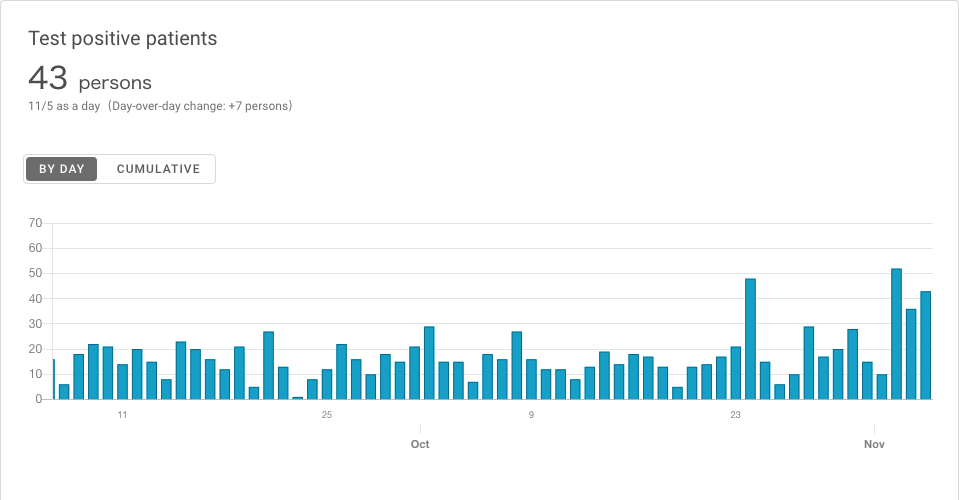 Test positive patients
43 persons
11/5 as a day（Day-over-day change: +7 persons）
BY DAY CUMULATIVE
70
60
50
40
30
20
10
0
11 25 9 23
Oct Nov